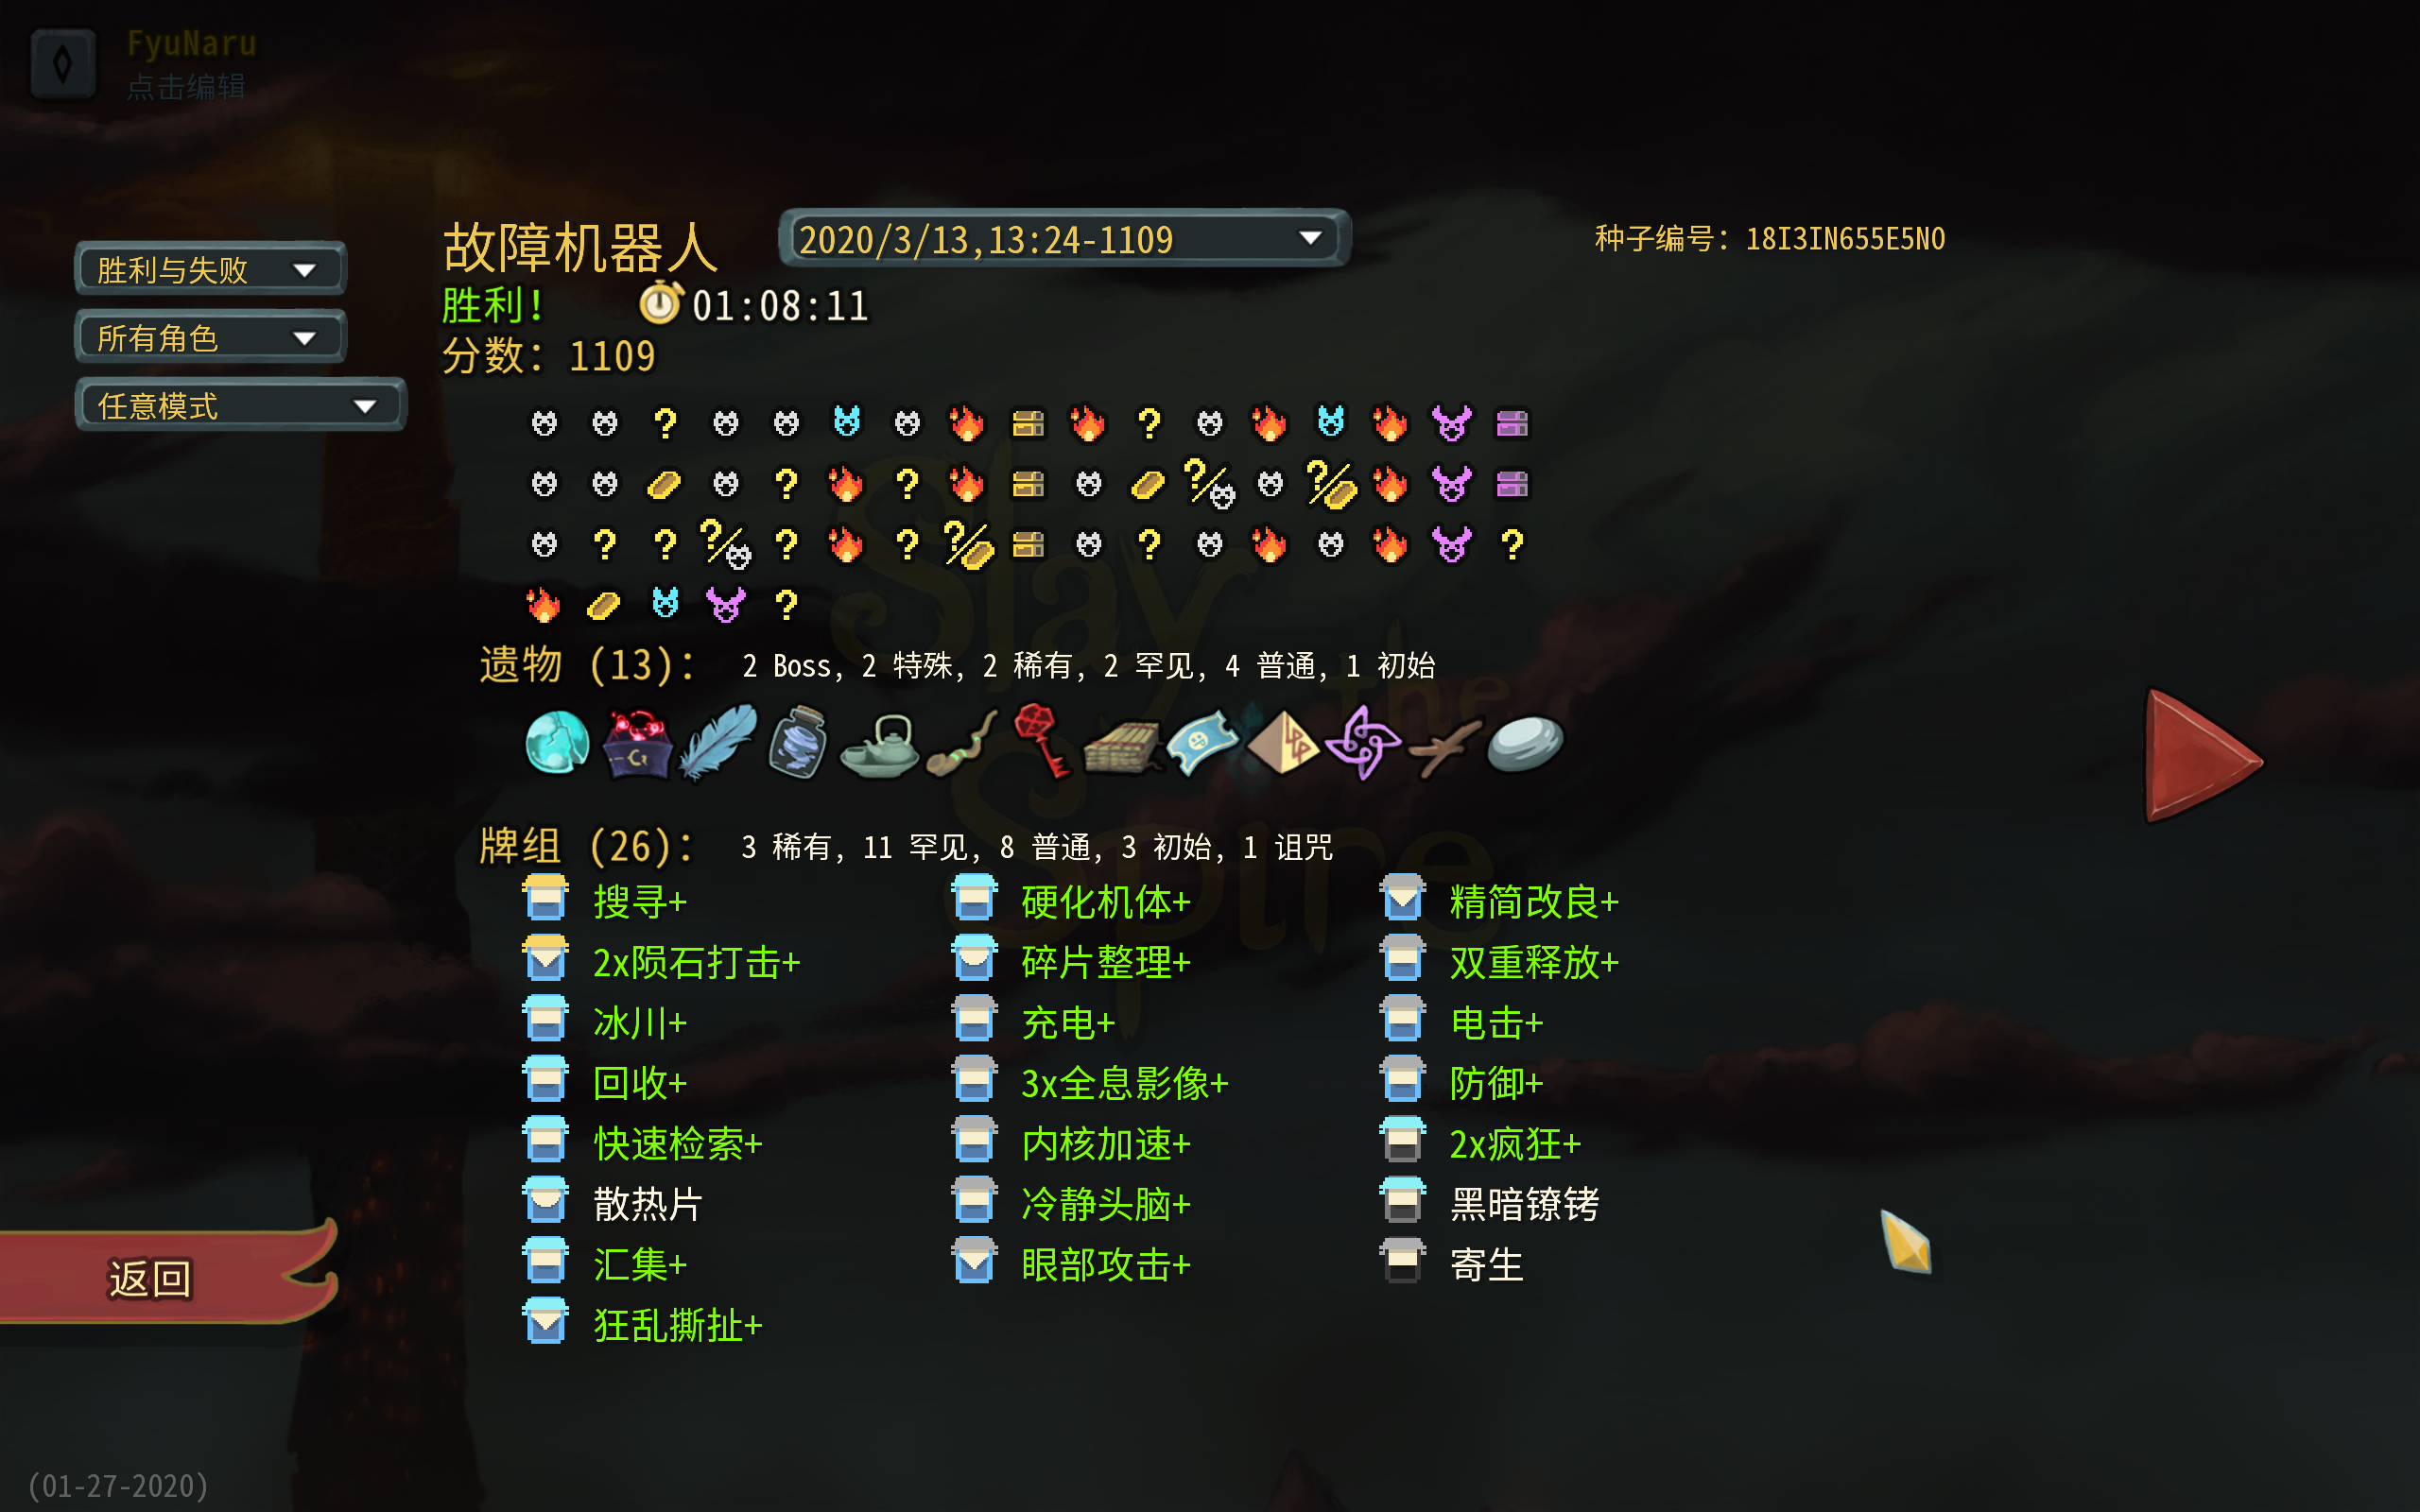 FyuNaru
点击编辑
故障机器人
2020/3/13,13:24-1109
种子编号：18I3IN655E5NO
胜利与失败
胜利！
01:08:11
所有角色
分数：1109
任意模式
遗物 (13)：
2 Boss, 2 特殊, 2 稀有, 2 罕见, 4 普通, 1 初始
牌组 (26)：
3 稀有, 11 罕见, 8 普通, 3 初始, 1 诅咒
搜寻+
硬化机体+
精简改良+
2x陨石打击+
碎片整理+
双重释放+
冰川+
充电+
电击+
回收+
3x全息影像+
防御+
快速检索+
内核加速+
2x疯狂+
散热片
冷静头脑+
黑暗镣铐
汇集+
眼部攻击+
寄生
狂乱撕扯+
返回
Slay the Spire
(01-27-2020)